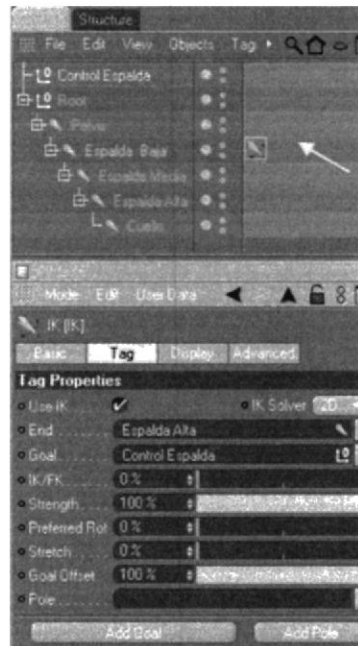 Structure
File Edit View Objects Tag
Control Espalda
Root
Pelvis
Espalda Baja
Espalda Media
Espalda Alta
Cuello
Mode Edit User Data
IK [IK]
Basic Tag Display Advanced
Tag Properties
Use IK IK Solver 2D
End Espalda Alta
Goal Control Espalda
IK/FK 0 %
Strength 100 %
Preferred Rot 0 %
Stretch 0 %
Goal Offset 100 %
Pole
Add Goal Add Pole